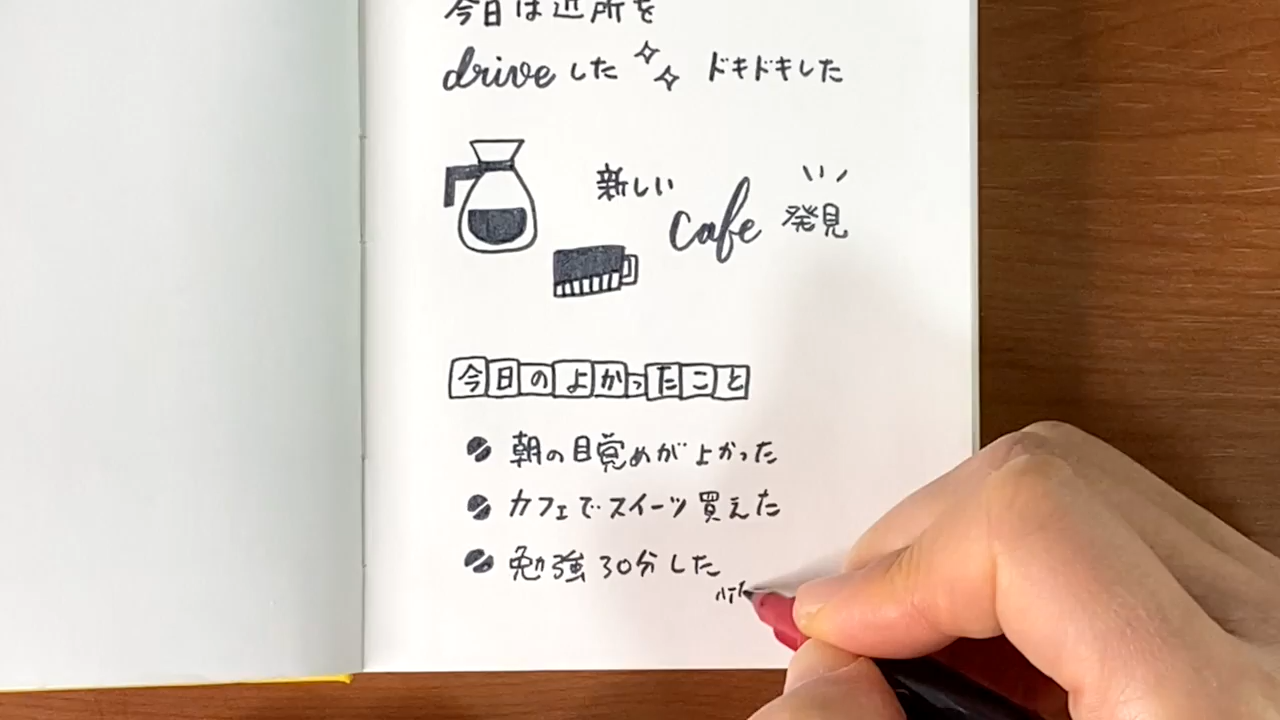 今日は近所を
driveした ドキドキした
新しい cafe 発見
今日のよかったこと
朝の目覚めが上かった
カフェでスイーツ買えた
勉強30分した